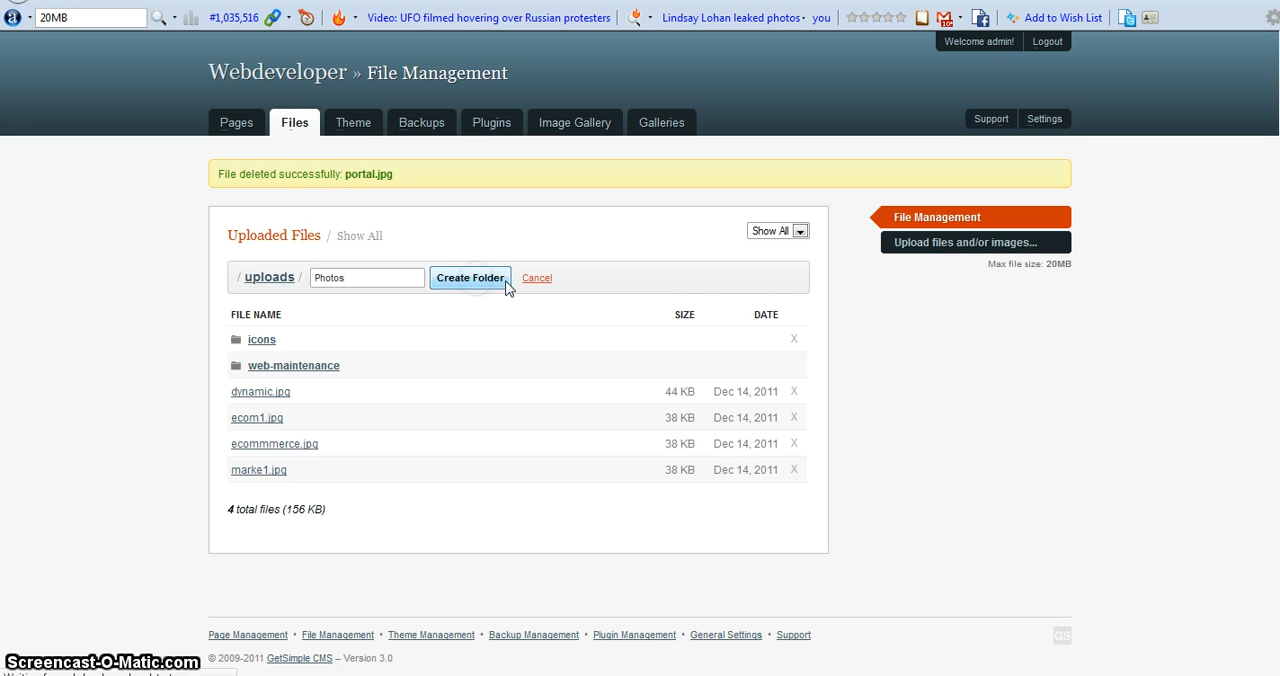 20MB #1,035,516 Video: UFO filmed hovering over Russian protesters Lindsay Lohan leaked photos · you 10+ Add to Wish List
Welcome admin! Logout
Webdeveloper » File Management
Pages Files Theme Backups Plugins Image Gallery Galleries Support Settings
File deleted successfully: portal.jpg
Uploaded Files / Show All Show All
/ uploads / Photos Create Folder Cancel
FILE NAME SIZE DATE
icons X
web-maintenance
dynamic.jpg 44 KB Dec 14, 2011 X
ecom1.jpg 38 KB Dec 14, 2011 X
ecommmerce.jpg 38 KB Dec 14, 2011 X
marke1.jpg 38 KB Dec 14, 2011 X
4 total files (156 KB)
File Management
Upload files and/or images...
Max file size: 20MB
Page Management • File Management • Theme Management • Backup Management • Plugin Management • General Settings • Support
GS
© 2009-2011 GetSimple CMS – Version 3.0
Screencast-O-Matic.com